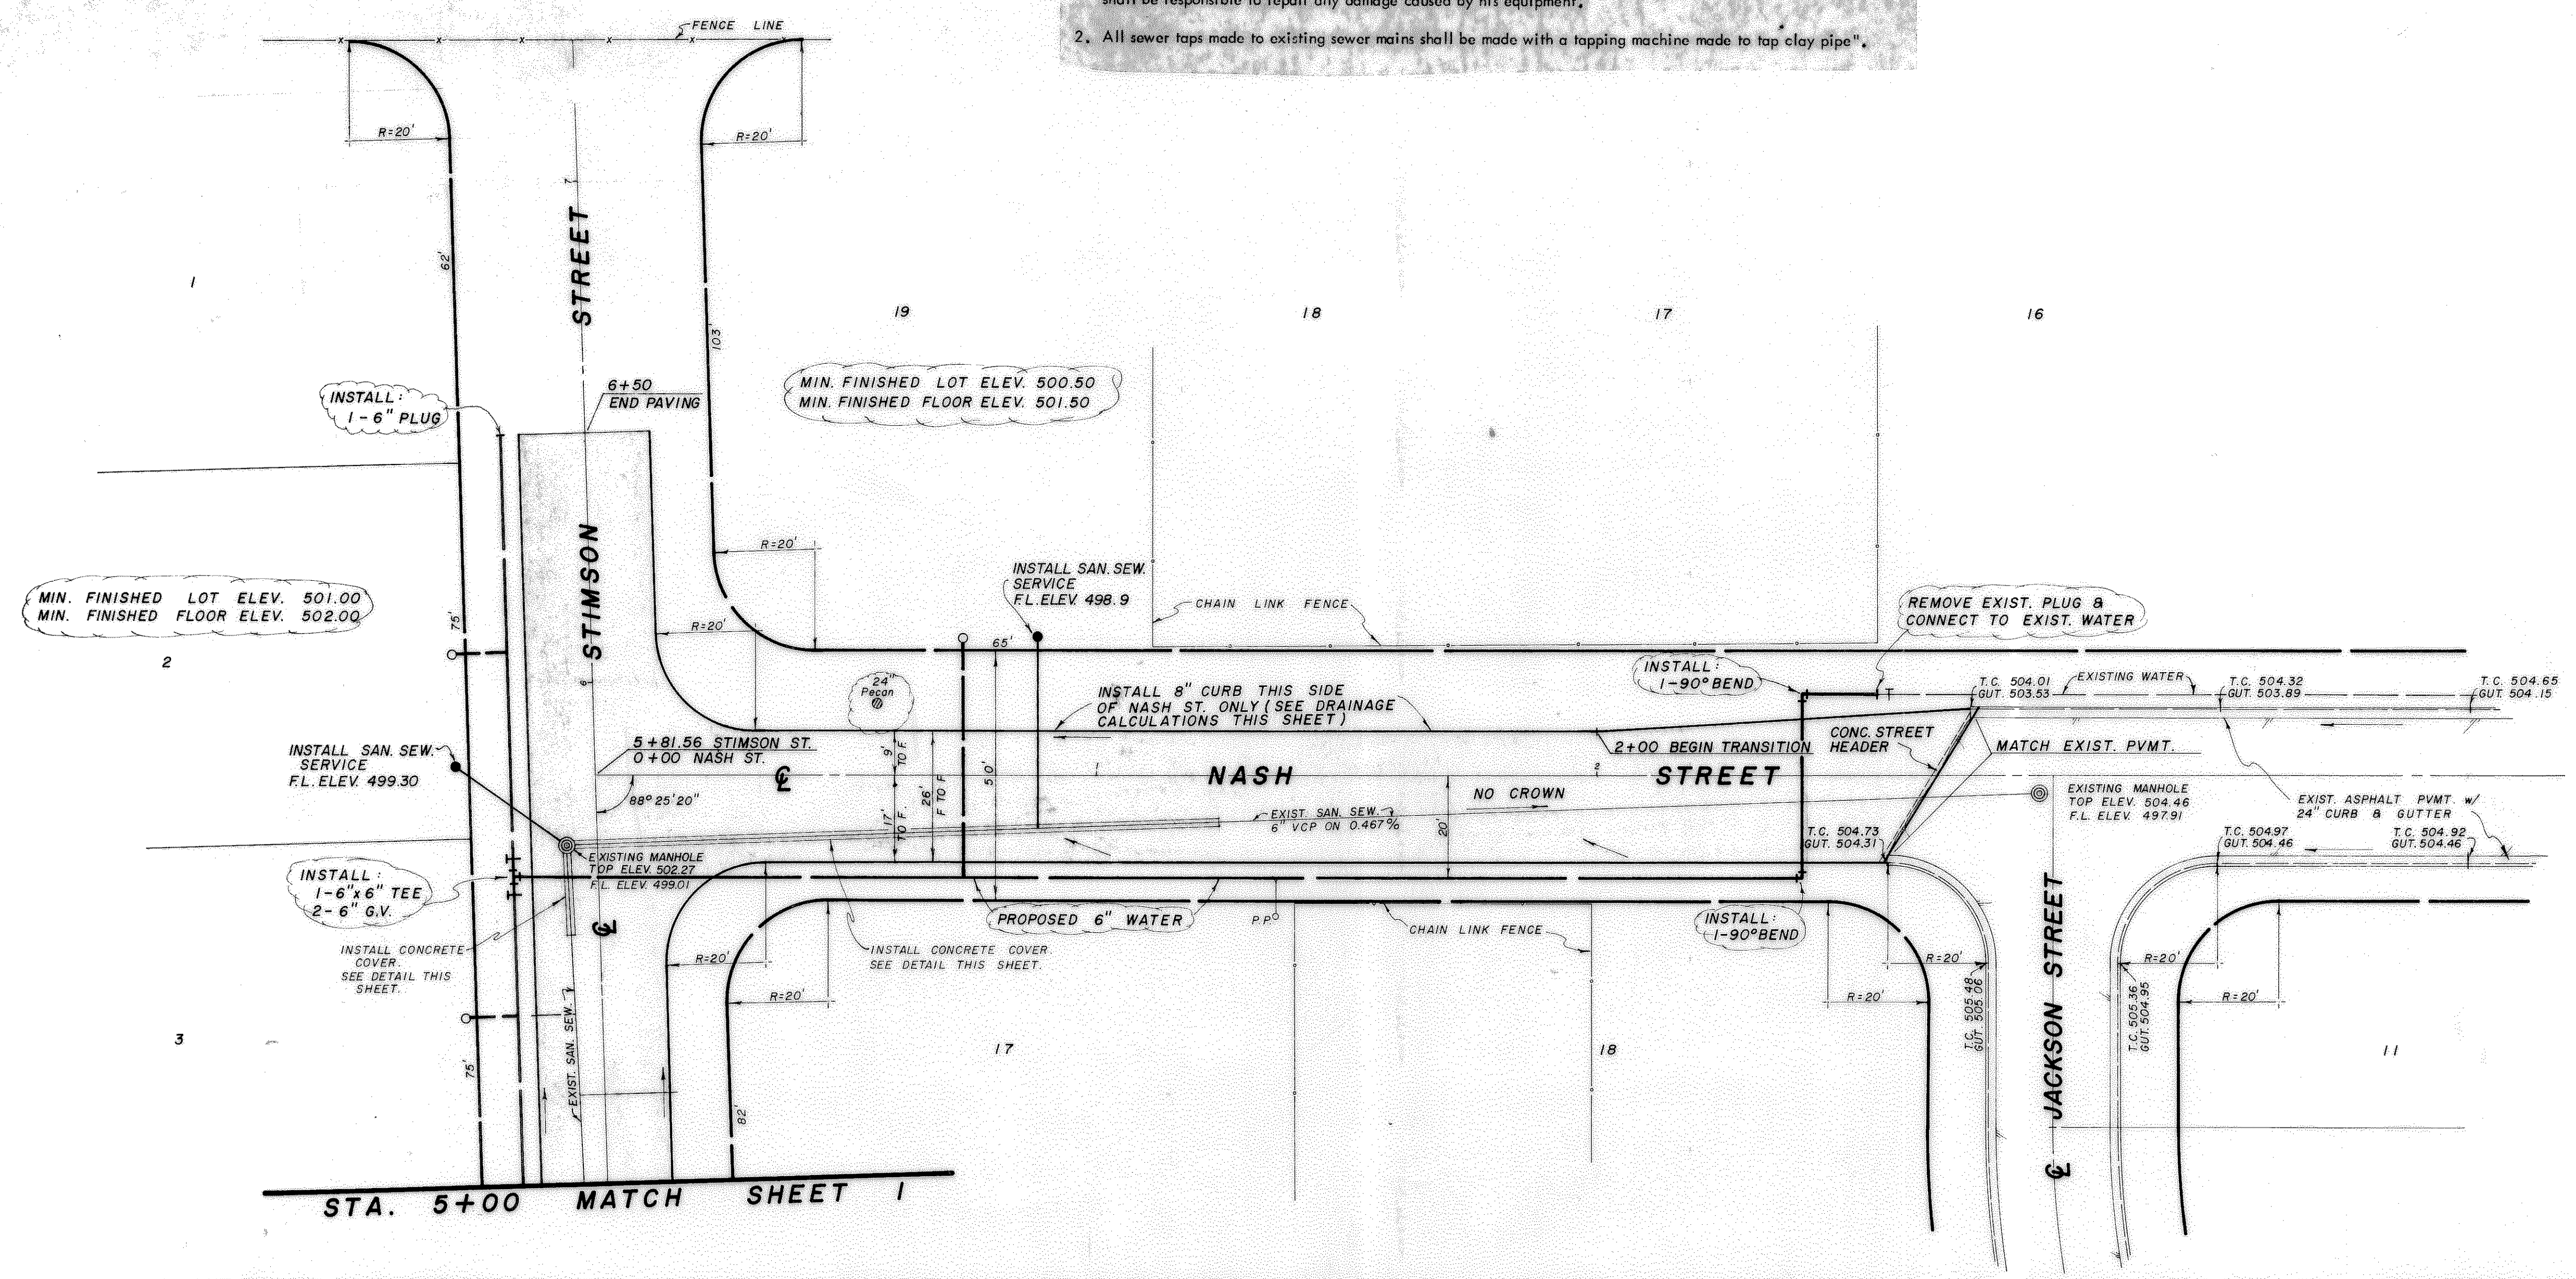 shall be responsible to repair any damage caused by his equipment.
2. All sewer taps made to existing sewer mains shall be made with a tapping machine made to tap clay pipe".
FENCE LINE
R=20'
R=20'
7
62'
STREET
1
103'
19
18
17
16
MIN. FINISHED LOT ELEV. 500.50
MIN. FINISHED FLOOR ELEV. 501.50
6+50
END PAVING
INSTALL:
1-6" PLUG
STIMSON
R=20'
R=20'
INSTALL SAN. SEW.
SERVICE
F.L. ELEV. 498.9
CHAIN LINK FENCE
MIN. FINISHED LOT ELEV. 501.00
MIN. FINISHED FLOOR ELEV. 502.00
75'
2
6
65'
REMOVE EXIST. PLUG &
CONNECT TO EXIST. WATER
INSTALL:
1-90° BEND
24"
Pecan
INSTALL 8" CURB THIS SIDE
OF NASH ST. ONLY (SEE DRAINAGE
CALCULATIONS THIS SHEET)
T.C. 504.01
GUT. 503.53
EXISTING WATER
T.C. 504.32
GUT. 503.89
T.C. 504.65
GUT. 504.15
INSTALL SAN. SEW.
SERVICE
F.L. ELEV. 499.30
5+81.56 STIMSON ST.
0+00 NASH ST.
88° 25' 20"
℄
9'
TO F
17'
TO F.
26'
F TO F
50'
1
2
NASH STREET
2+00 BEGIN TRANSITION
CONC. STREET
HEADER
MATCH EXIST. PVMT.
NO CROWN
20'
EXIST. SAN. SEW.
6" VCP ON 0.467%
EXISTING MANHOLE
TOP ELEV. 504.46
F.L. ELEV. 497.91
EXIST. ASPHALT PVMT. w/
24" CURB & GUTTER
T.C. 504.73
GUT. 504.31
T.C. 504.97
GUT. 504.46
T.C. 504.92
GUT. 504.46
EXISTING MANHOLE
TOP ELEV. 502.27
F.L. ELEV. 499.01
INSTALL:
1-6"x6" TEE
2-6" G.V.
℄
INSTALL CONCRETE
COVER.
SEE DETAIL THIS
SHEET.
INSTALL CONCRETE COVER.
SEE DETAIL THIS SHEET.
PROPOSED 6" WATER
P.P.
CHAIN LINK FENCE
INSTALL:
1-90° BEND
R=20'
R=20'
R=20'
R=20'
R=20'
R=20'
T.C. 505.48
GUT. 505.06
T.C. 505.36
GUT. 504.95
JACKSON STREET
℄
EXIST. SAN. SEW.
3
75'
82'
17
18
11
STA. 5+00 MATCH SHEET 1